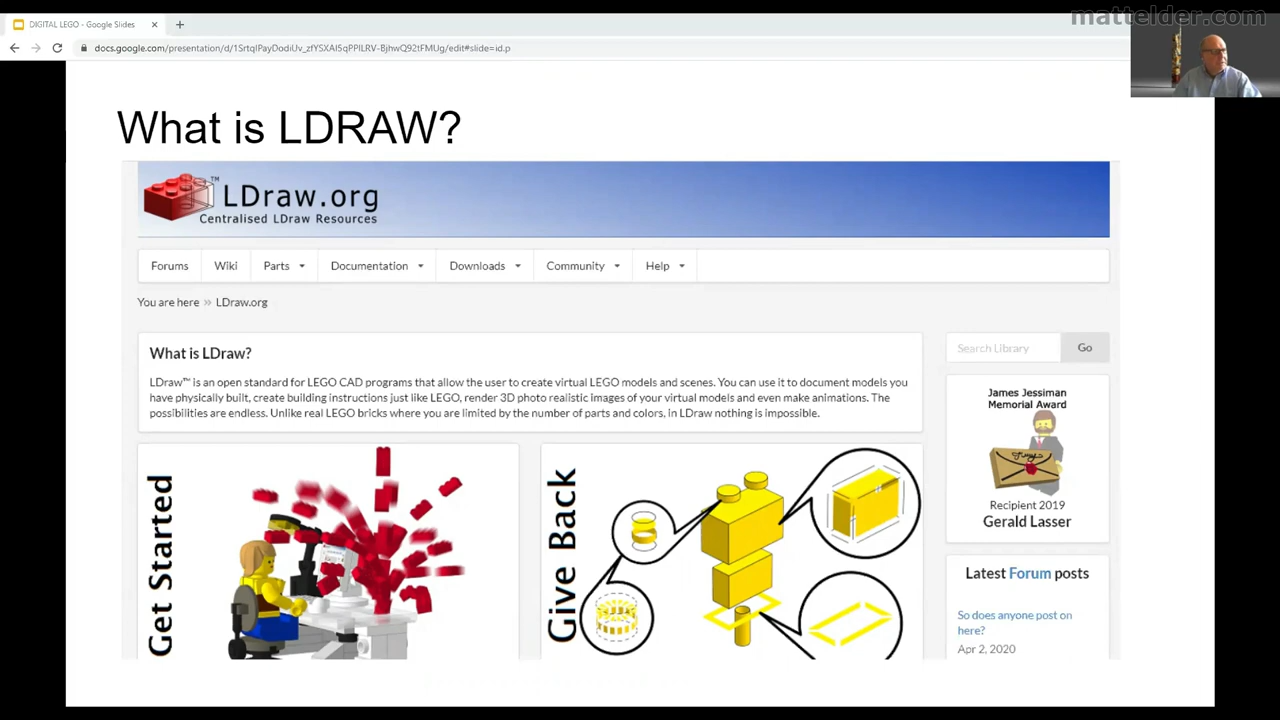 DIGITAL LEGO - Google Slides
mattelder.com
What is LDRAW?
LDraw.org
™
Centralised LDraw Resources
Forums Wiki Parts Documentation Downloads Community Help
You are here » LDraw.org
What is LDraw?
LDraw™ is an open standard for LEGO CAD programs that allow the user to create virtual LEGO models and scenes. You can use it to document models you
have physically built, create building instructions just like LEGO, render 3D photo realistic images of your virtual models and even make animations. The
possibilities are endless. Unlike real LEGO bricks where you are limited by the number of parts and colors, in LDraw nothing is impossible.
Search Library Go
James Jessiman
Memorial Award
Recipient 2019
Gerald Lasser
Get Started
Give Back
Latest Forum posts
So does anyone post on
here?
Apr 2, 2020